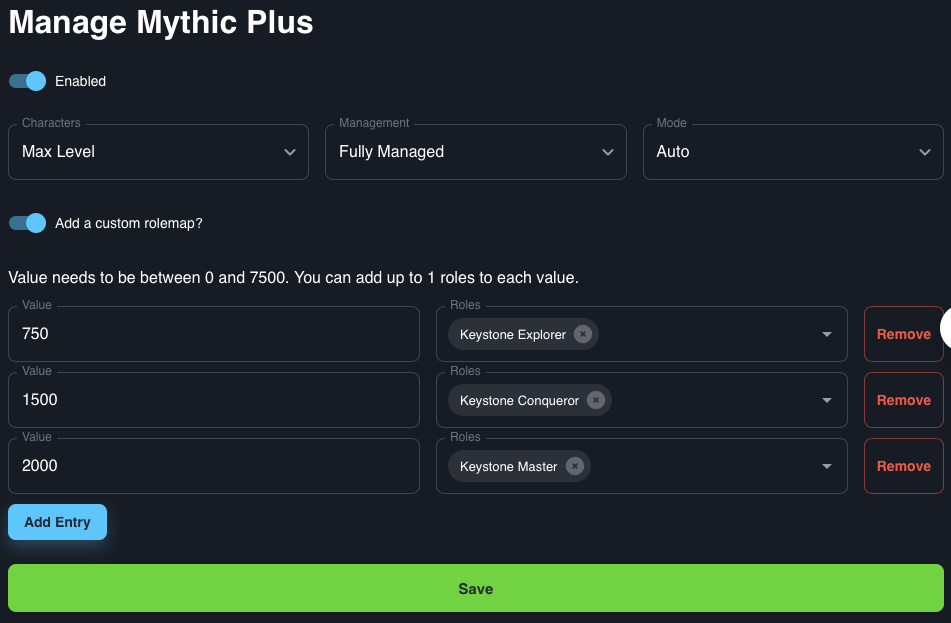 Manage Mythic Plus
Enabled
Characters Management Mode
Max Level Fully Managed Auto
Add a custom rolemap?
Value needs to be between 0 and 7500. You can add up to 1 roles to each value.
Value Roles
750 Keystone Explorer Remove
Value Roles
1500 Keystone Conqueror Remove
Value Roles
2000 Keystone Master Remove
Add Entry
Save